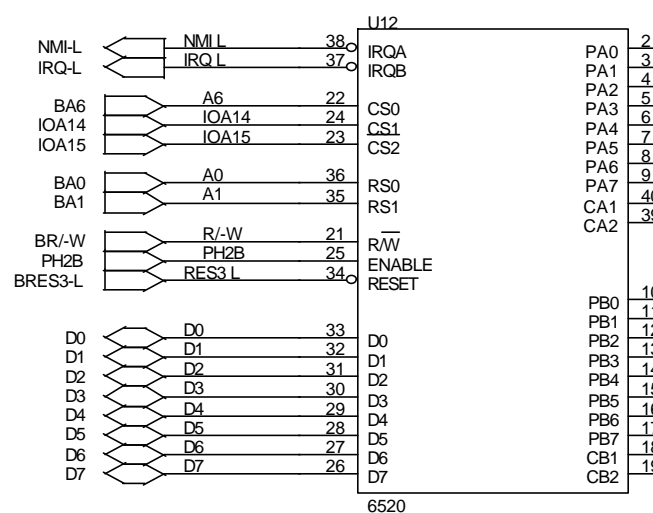 U12
NMI-L NMI L 38 IRQA PA0 2
IRQ-L IRQ L 37 IRQB PA1 3
PA2 4
BA6 A6 22 CS0 PA3 5
IOA14 IOA14 24 CS1 PA4 6
IOA15 IOA15 23 CS2 PA5 7
PA6 8
BA0 A0 36 RS0 PA7 9
BA1 A1 35 RS1 CA1 40
CA2 39
BR/-W R/-W 21 R/W
PH2B PH2B 25 ENABLE
BRES3-L RES3 L 34 RESET
PB0 10
PB1 11
D0 D0 33 D0 PB2 12
D1 D1 32 D1 PB3 13
D2 D2 31 D2 PB4 14
D3 D3 30 D3 PB5 15
D4 D4 29 D4 PB6 16
D5 D5 28 D5 PB7 17
D6 D6 27 D6 CB1 18
D7 D7 26 D7 CB2 19
6520